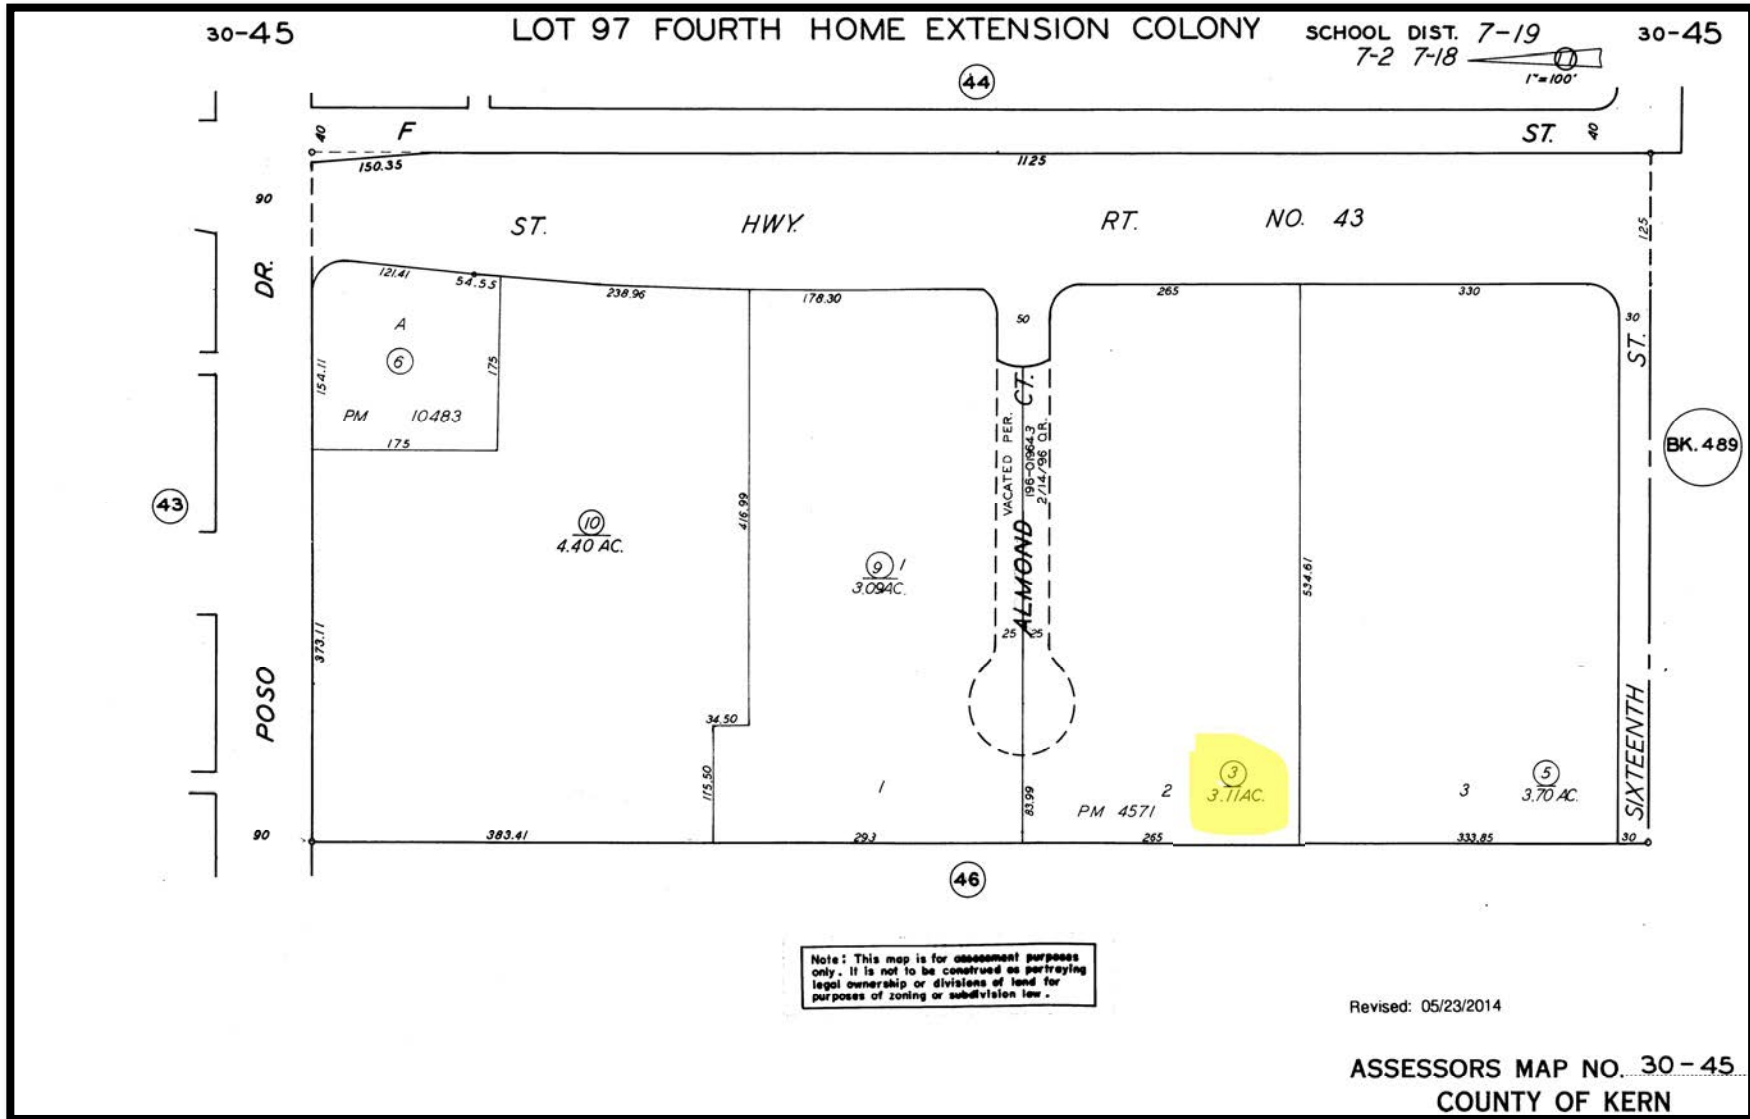 30-45
LOT 97 FOURTH HOME EXTENSION COLONY
SCHOOL DIST. 7-19
7-2 7-18
30-45
1"=100'
44
40
F
ST.
40
150.35
1125
90
ST.
HWY.
RT.
NO. 43
125
DR.
121.41
54.55
238.96
178.30
265
330
50
30
ST.
A
6
154.11
175
PM 10483
175
VACATED PER.
196-019643
2/14/96 O.R.
ALMOND CT.
BK. 489
43
416.99
10
4.40 AC.
9
1
3.09AC.
534.61
25
25
373.11
POSO
34.50
175.50
1
83.99
PM 4571
2
3
3.11AC.
3
5
3.70 AC.
SIXTEENTH
90
383.41
293
265
333.85
30
46
Note: This map is for assessment purposes
only. It is not to be construed as portraying
legal ownership or divisions of land for
purposes of zoning or subdivision law.
Revised: 05/23/2014
ASSESSORS MAP NO. 30-45
COUNTY OF KERN